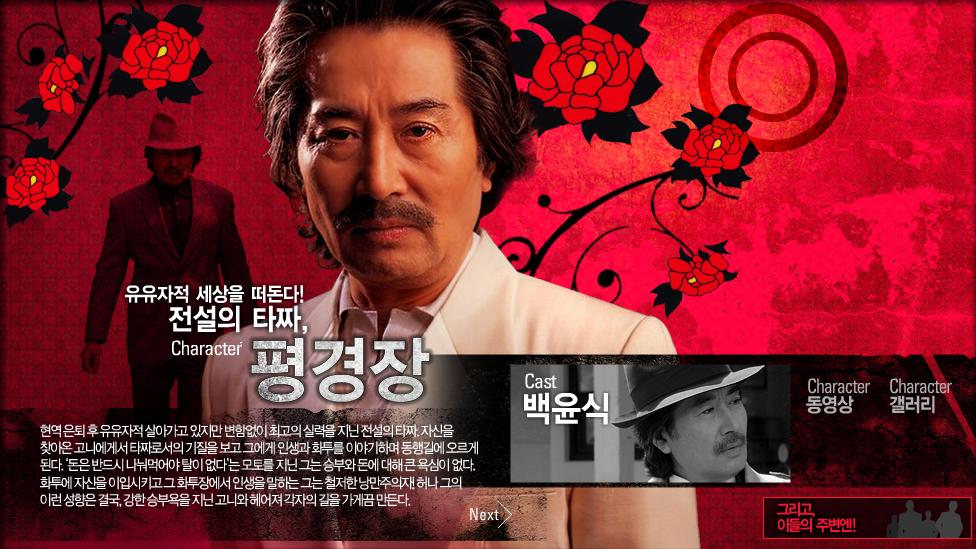 유유자적 세상을 떠돈다!
전설의 타짜,
Character 평경장
현역 은퇴 후 유유자적 살아가고 있지만 변함없이 최고의 실력을 지닌 전설의 타짜. 자신을
찾아온 고니에게서 타짜로서의 기질을 보고 그에게 인생과 화투를 이야기하며 동행길에 오르게
된다. '돈은 반드시 나눠먹어야 탈이 없다'는 모토를 지닌 그는 승부와 돈에 대해 큰 욕심이 없다.
화투에 자신을 이입시키고 그 화투장에서 인생을 말하는 그는 철저한 낭만주의자. 허나, 그의
이런 성향은 결국, 강한 승부욕을 지닌 고니와 헤어져 각자의 길을 가게끔 만든다.
Next
Cast
백윤식
Character
동영상
Character
갤러리
그리고,
이들의 주변엔!